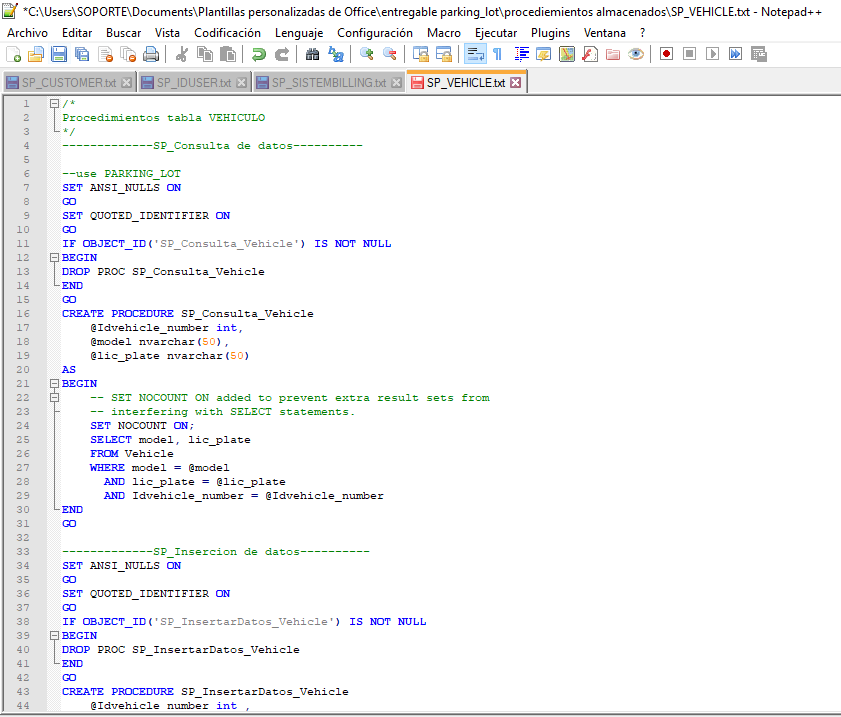 *C:\Users\SOPORTE\Documents\Plantillas personalizadas de Office\entregable parking_lot\procedimientos almacenados\SP_VEHICLE.txt - Notepad++
Archivo Editar Buscar Vista Codificación Lenguaje Configuración Macro Ejecutar Plugins Ventana ?
SP_CUSTOMER.txt SP_IDUSER.txt SP_SISTEMBILLING.txt SP_VEHICLE.txt
1 /*
2 Procedimientos tabla VEHICULO
3 */
4 -------------SP_Consulta de datos----------
5
6 --use PARKING_LOT
7 SET ANSI_NULLS ON
8 GO
9 SET QUOTED_IDENTIFIER ON
10 GO
11 IF OBJECT_ID('SP_Consulta_Vehicle') IS NOT NULL
12 BEGIN
13 DROP PROC SP_Consulta_Vehicle
14 END
15 GO
16 CREATE PROCEDURE SP_Consulta_Vehicle
17 @Idvehicle_number int,
18 @model nvarchar(50),
19 @lic_plate nvarchar(50)
20 AS
21 BEGIN
22 -- SET NOCOUNT ON added to prevent extra result sets from
23 -- interfering with SELECT statements.
24 SET NOCOUNT ON;
25 SELECT model, lic_plate
26 FROM Vehicle
27 WHERE model = @model
28 AND lic_plate = @lic_plate
29 AND Idvehicle_number = @Idvehicle_number
30 END
31 GO
32
33 -------------SP_Insercion de datos----------
34 SET ANSI_NULLS ON
35 GO
36 SET QUOTED_IDENTIFIER ON
37 GO
38 IF OBJECT_ID('SP_InsertarDatos_Vehicle') IS NOT NULL
39 BEGIN
40 DROP PROC SP_InsertarDatos_Vehicle
41 END
42 GO
43 CREATE PROCEDURE SP_InsertarDatos_Vehicle
44 @Idvehicle_number int ,